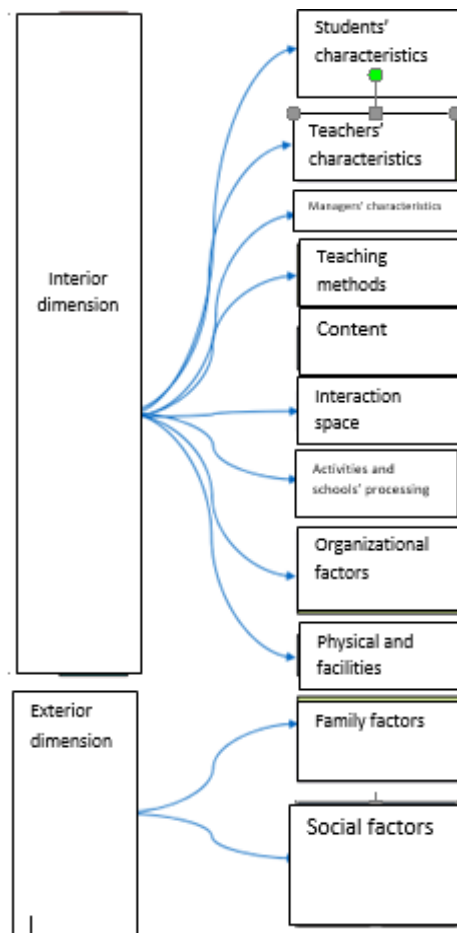 Interior
dimension
Students’
characteristics
Teachers’
characteristics
Managers’ characteristics
Teaching
methods
Content
Interaction
space
Activities and
schools’ processing
Organizational
factors
Physical and
facilities
Exterior
dimension
Family factors
Social factors